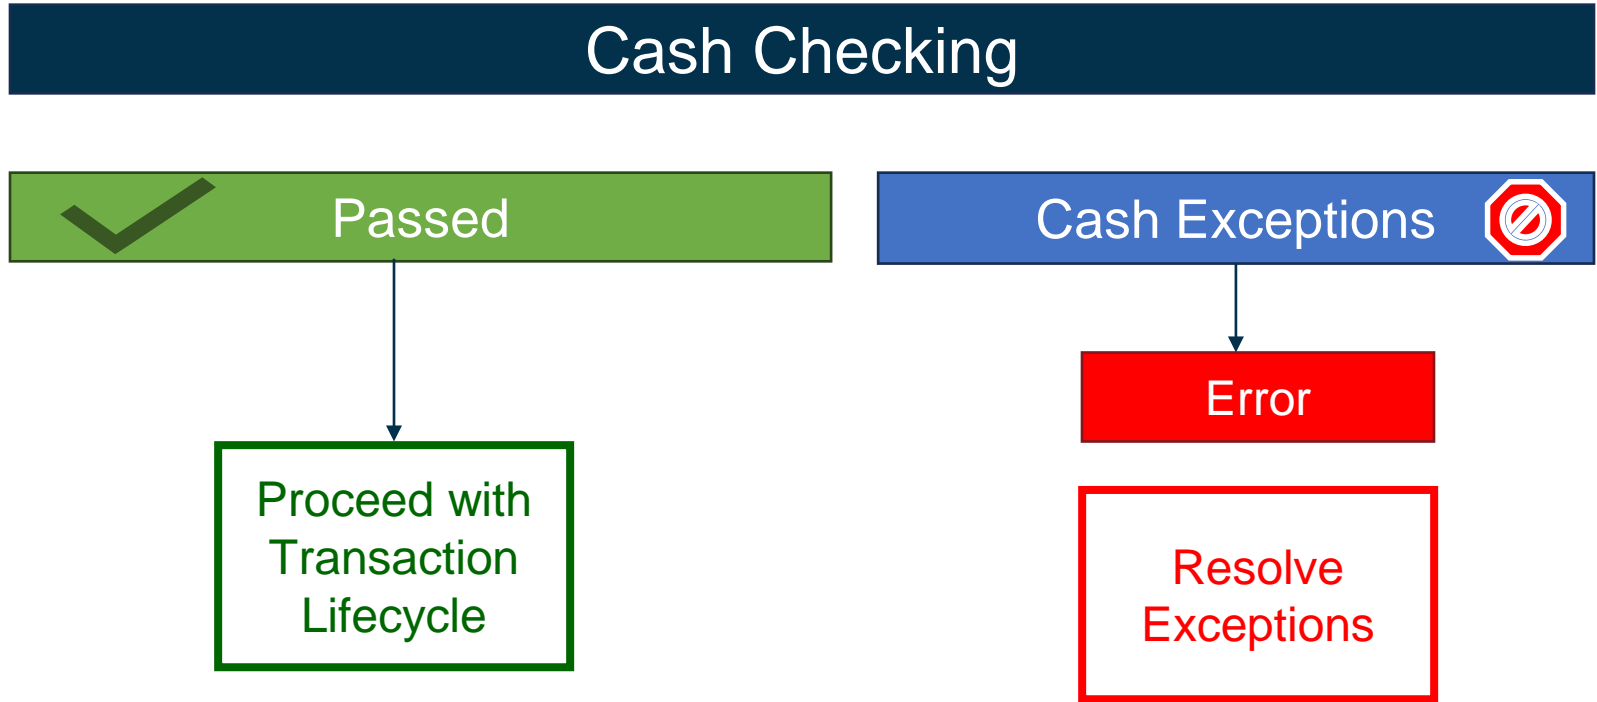 Cash Checking
Passed
Cash Exceptions
Error
Proceed with
Transaction
Lifecycle
Resolve
Exceptions